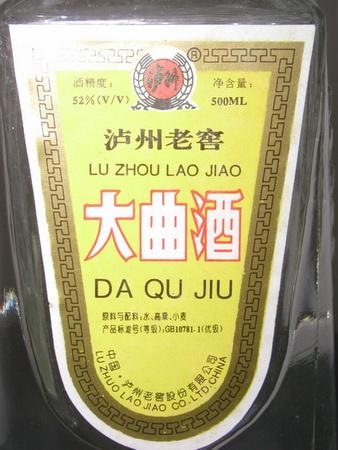 泸州
®
酒精度：
52%(V/V)
净含量：
500ML
泸州老窖
LU ZHOU LAO JIAO
大曲酒
DA QU JIU
原料与配料：水、高粱、小麦
产品标准号(等级)：GB10781·1(优级)
中国·泸州老窖股份有限公司
LU ZHUO LAO JIAO CO.LTD.CHINA